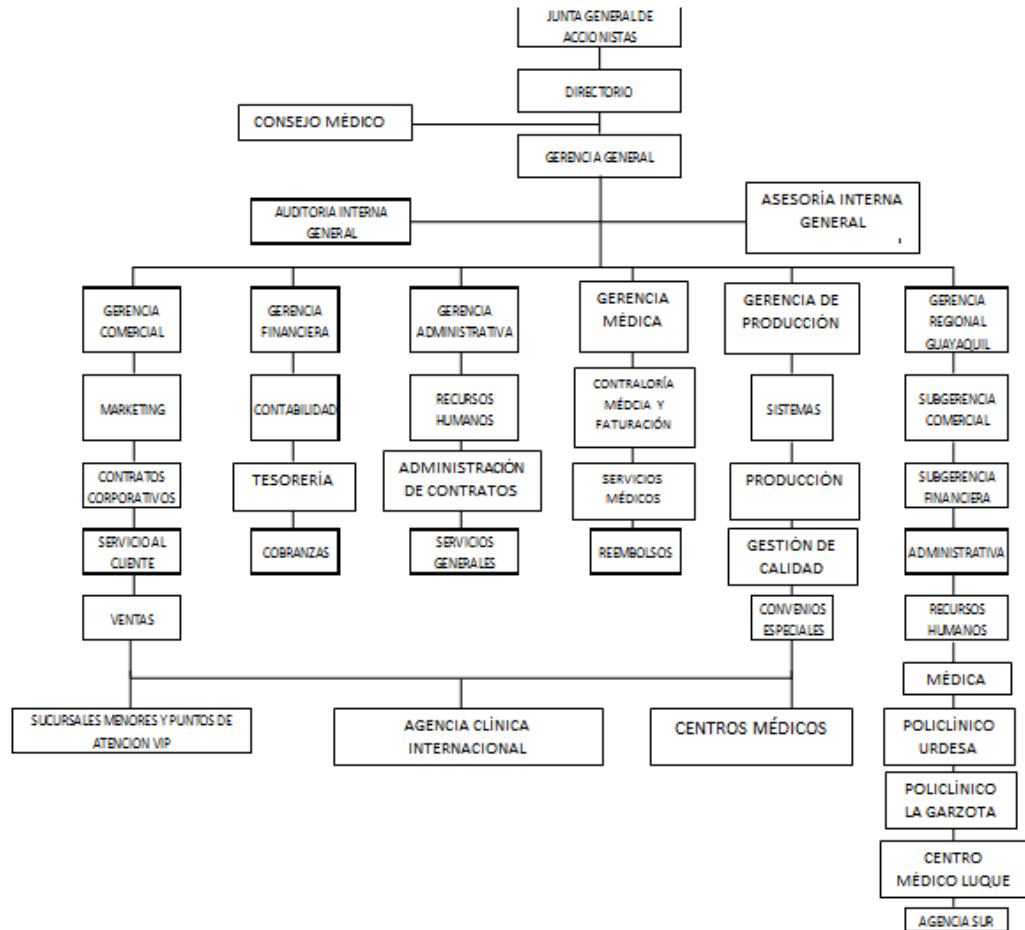 JUNTA GENERAL DE
ACCIONISTAS
DIRECTORIO
CONSEJO MÉDICO
GERENCIA GENERAL
AUDITORIA INTERNA
GENERAL
ASESORÍA INTERNA
GENERAL
GERENCIA
COMERCIAL
GERENCIA
FINANCIERA
GERENCIA
ADMINISTRATIVA
GERENCIA
MÉDICA
GERENCIA DE
PRODUCCIÓN
GERENCIA
REGIONAL
GUAYAQUIL
MARKETING
CONTABILIDAD
RECURSOS
HUMANOS
CONTRALORÍA
MÉDCIA Y
FATURACIÓN
SISTEMAS
SUBGERENCIA
COMERCIAL
CONTRATOS
CORPORATIVOS
TESORERÍA
ADMINISTRACIÓN
DE CONTRATOS
SERVICIOS
MÉDICOS
PRODUCCIÓN
SUBGERENCIA
FINANCIERA
SERVICIO AL
CLIENTE
COBRANZAS
SERVICIOS
GENERALES
REEMBOLSOS
GESTIÓN DE
CALIDAD
ADMINISTRATIVA
VENTAS
CONVENIOS
ESPECIALES
RECURSOS
HUMANOS
MÉDICA
SUCURSALES MENORES Y PUNTOS DE
ATENCION VIP
AGENCIA CLÍNICA
INTERNACIONAL
CENTROS MÉDICOS
POLICLÍNICO
URDESA
POLICLÍNICO
LA GARZOTA
CENTRO
MÉDICO LUQUE
AGENCIA SUR